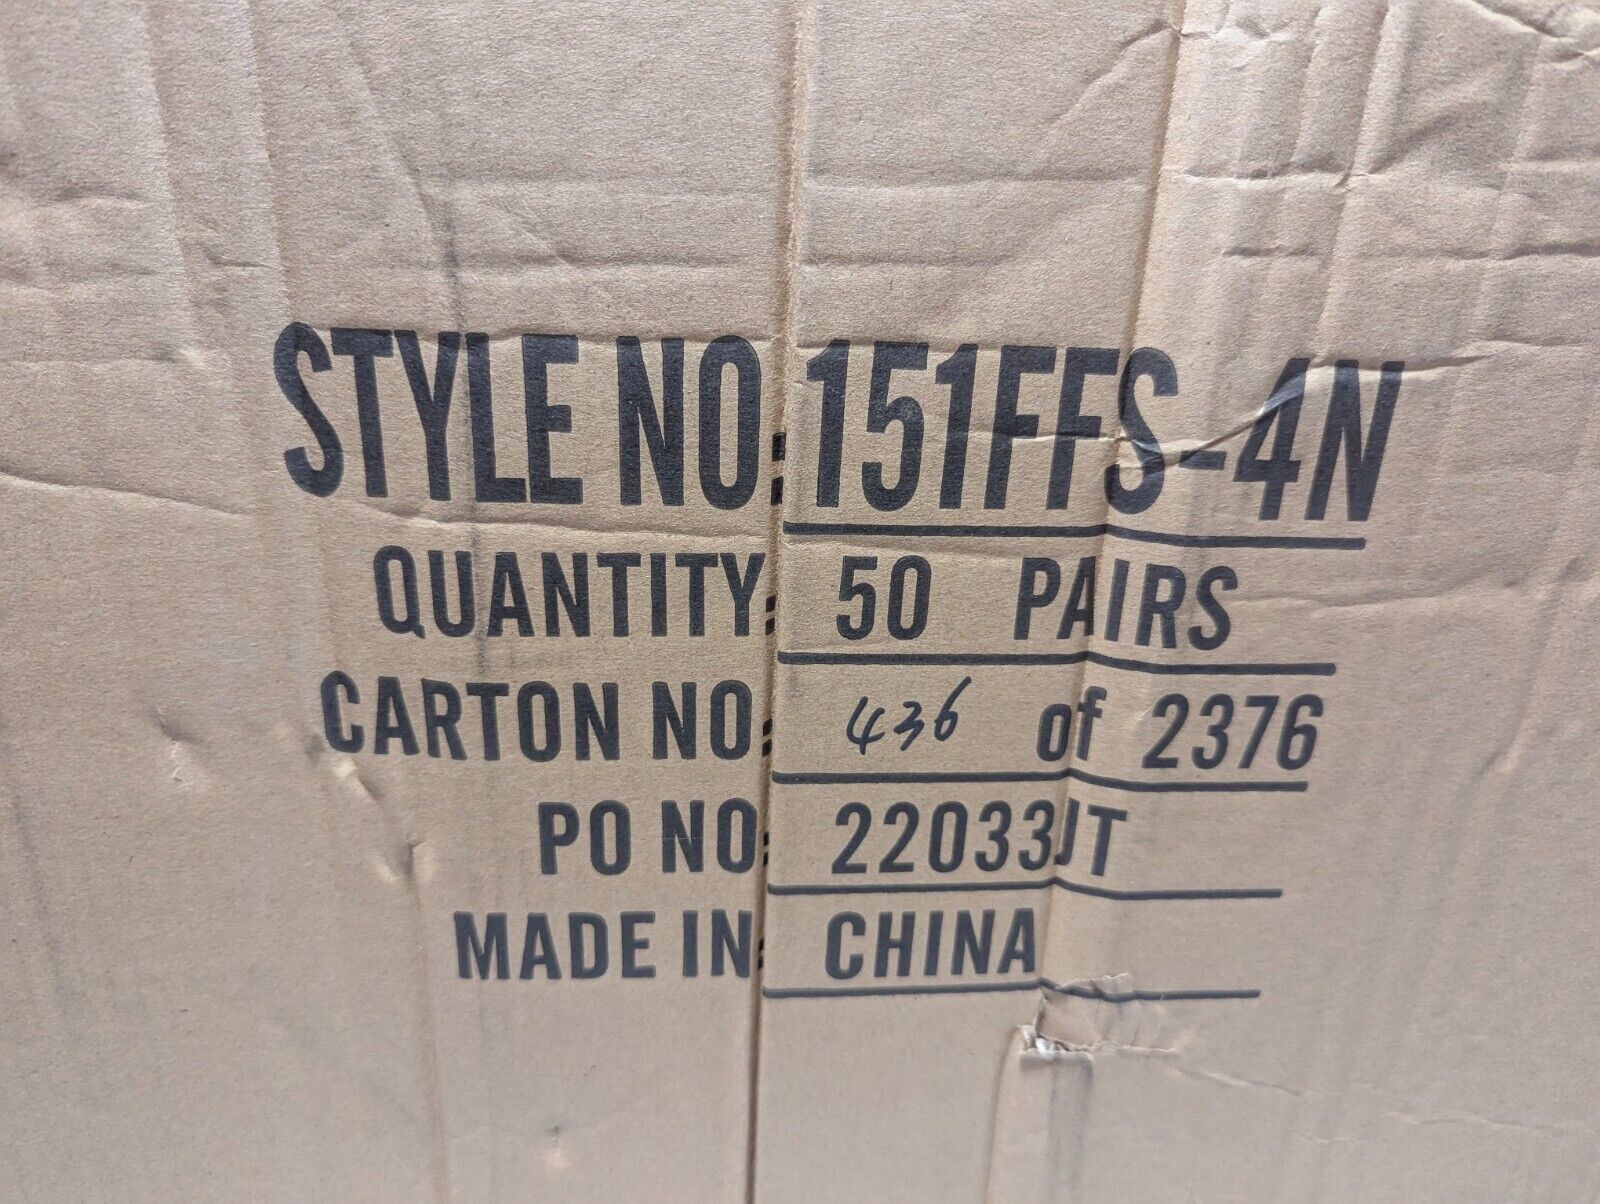 STYLE NO:151FFS-4N
QUANTITY: 50 PAIRS
CARTON NO: 436 of 2376
PO NO: 22033JT
MADE IN: CHINA